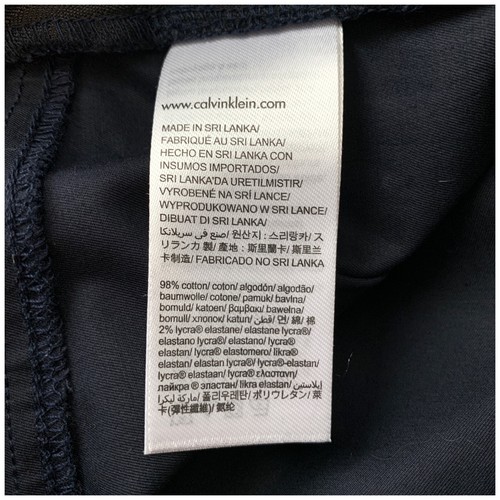 www.calvinklein.com
MADE IN SRI LANKA/
FABRIQUÉ AU SRI LANKA/
HECHO EN SRI LANKA CON
INSUMOS IMPORTADOS/
SRI LANKA'DA URETILMISTIR/
VYROBENÉ NA SRÍ LANCE/
WYPRODUKOWANO W SRI LANCE/
DIBUAT DI SRI LANKA/
صنع فى سريلانكا/ 원산지 : 스리랑카/ ス
リランカ 製/ 產地 : 斯里蘭卡/ 斯里兰
卡制造/ FABRICADO NO SRI LANKA
98% cotton/ coton/ algodón/ algodão/
baumwolle/ cotone/ pamuk/ bavlna/
bomuld/ katoen/ βαμβακι/ bawełna/
bomull/ хлопок/ katun/ قطن/ 면/ 綿/ 棉
2% lycra® elastane/ elastane lycra®/
elastano lycra®/ elastano/ lycra®
elastan/ lycra® elastomero/ likra®
elastan/ elastan lycra®/ lycra®-elastan/
lycra® elastaan/ lycra® ελαστανη/
лайкра ® эластан/ likra elastan/ إيلاستين/
ماركة ليكرا/ 폴리우레탄/ ポリウレタン/ 萊
卡(彈性纖維)/ 氨纶